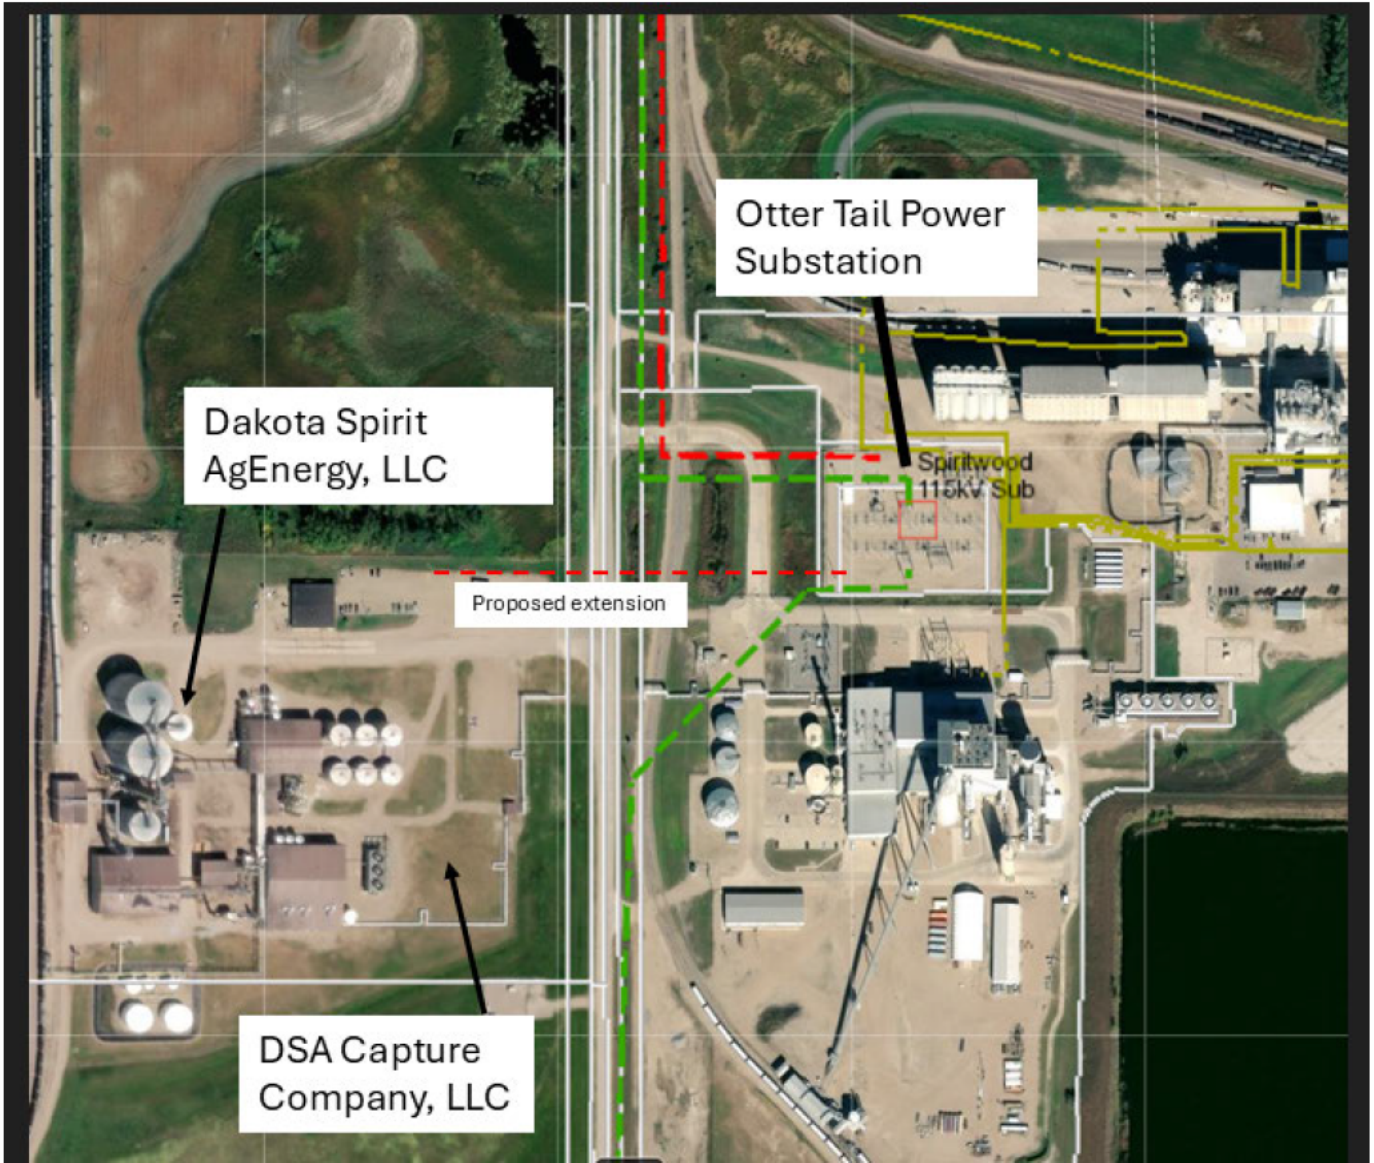 Otter Tail Power
Substation
Dakota Spirit
AgEnergy, LLC
Spiritwood
115kV Sub
Proposed extension
DSA Capture
Company, LLC